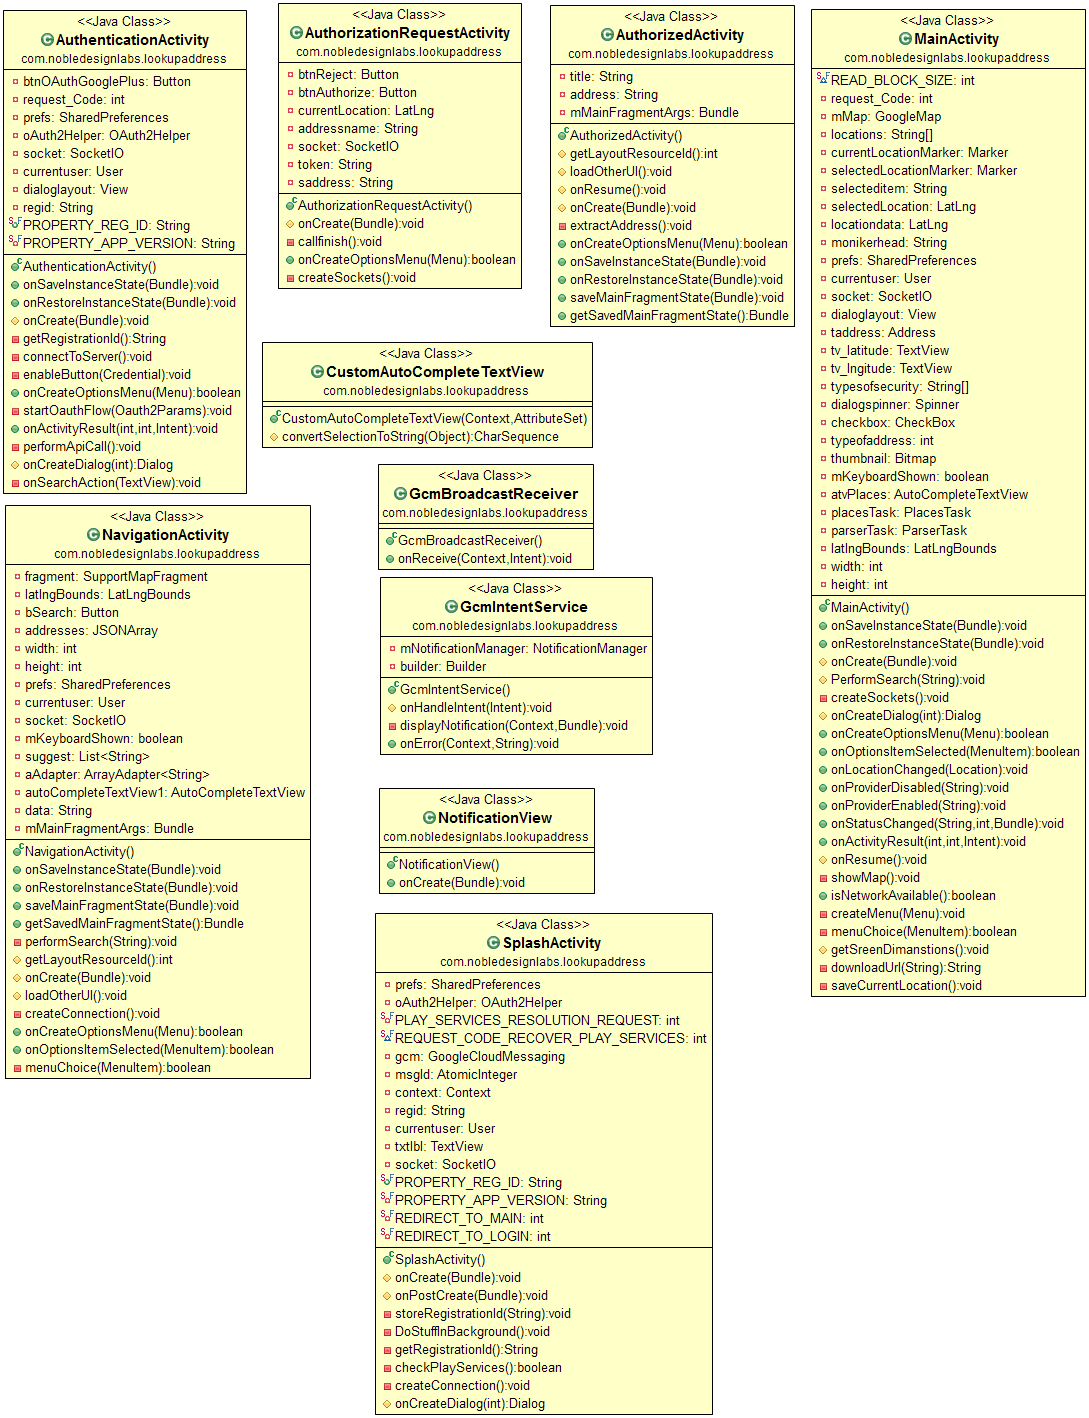 <<Java Class>>
AuthenticationActivity
com.nobledesignlabs.lookupaddress
btnOAuthGooglePlus: Button
request_Code: int
prefs: SharedPreferences
oAuth2Helper: OAuth2Helper
socket: SocketIO
currentuser: User
dialoglayout: View
regid: String
PROPERTY_REG_ID: String
PROPERTY_APP_VERSION: String
AuthenticationActivity()
onSaveInstanceState(Bundle):void
onRestoreInstanceState(Bundle):void
onCreate(Bundle):void
getRegistrationId():String
connectToServer():void
enableButton(Credential):void
onCreateOptionsMenu(Menu):boolean
startOauthFlow(Oauth2Params):void
onActivityResult(int,int,Intent):void
performApiCall():void
onCreateDialog(int):Dialog
onSearchAction(TextView):void
<<Java Class>>
AuthorizationRequestActivity
com.nobledesignlabs.lookupaddress
btnReject: Button
btnAuthorize: Button
currentLocation: LatLng
addressname: String
socket: SocketIO
token: String
saddress: String
AuthorizationRequestActivity()
onCreate(Bundle):void
callfinish():void
onCreateOptionsMenu(Menu):boolean
createSockets():void
<<Java Class>>
AuthorizedActivity
com.nobledesignlabs.lookupaddress
title: String
address: String
mMainFragmentArgs: Bundle
AuthorizedActivity()
getLayoutResourceId():int
loadOtherUI():void
onResume():void
onCreate(Bundle):void
extractAddress():void
onCreateOptionsMenu(Menu):boolean
onSaveInstanceState(Bundle):void
onRestoreInstanceState(Bundle):void
saveMainFragmentState(Bundle):void
getSavedMainFragmentState():Bundle
<<Java Class>>
MainActivity
com.nobledesignlabs.lookupaddress
READ_BLOCK_SIZE: int
request_Code: int
mMap: GoogleMap
locations: String[]
currentLocationMarker: Marker
selectedLocationMarker: Marker
selecteditem: String
selectedLocation: LatLng
locationdata: LatLng
monikerhead: String
prefs: SharedPreferences
currentuser: User
socket: SocketIO
dialoglayout: View
taddress: Address
tv_latitude: TextView
tv_lngitude: TextView
typesofsecurity: String[]
dialogspinner: Spinner
checkbox: CheckBox
typeofaddress: int
thumbnail: Bitmap
mKeyboardShown: boolean
atvPlaces: AutoCompleteTextView
placesTask: PlacesTask
parserTask: ParserTask
latlngBounds: LatLngBounds
width: int
height: int
MainActivity()
onSaveInstanceState(Bundle):void
onRestoreInstanceState(Bundle):void
onCreate(Bundle):void
PerformSearch(String):void
createSockets():void
onCreateDialog(int):Dialog
onCreateOptionsMenu(Menu):boolean
onOptionsItemSelected(MenuItem):boolean
onLocationChanged(Location):void
onProviderDisabled(String):void
onProviderEnabled(String):void
onStatusChanged(String,int,Bundle):void
onActivityResult(int,int,Intent):void
onResume():void
showMap():void
isNetworkAvailable():boolean
createMenu(Menu):void
menuChoice(MenuItem):boolean
getSreenDimanstions():void
downloadUrl(String):String
saveCurrentLocation():void
<<Java Class>>
CustomAutoCompleteTextView
com.nobledesignlabs.lookupaddress
CustomAutoCompleteTextView(Context,AttributeSet)
convertSelectionToString(Object):CharSequence
<<Java Class>>
GcmBroadcastReceiver
com.nobledesignlabs.lookupaddress
GcmBroadcastReceiver()
onReceive(Context,Intent):void
<<Java Class>>
NavigationActivity
com.nobledesignlabs.lookupaddress
fragment: SupportMapFragment
latlngBounds: LatLngBounds
bSearch: Button
addresses: JSONArray
width: int
height: int
prefs: SharedPreferences
currentuser: User
socket: SocketIO
mKeyboardShown: boolean
suggest: List<String>
aAdapter: ArrayAdapter<String>
autoCompleteTextView1: AutoCompleteTextView
data: String
mMainFragmentArgs: Bundle
NavigationActivity()
onSaveInstanceState(Bundle):void
onRestoreInstanceState(Bundle):void
saveMainFragmentState(Bundle):void
getSavedMainFragmentState():Bundle
performSearch(String):void
getLayoutResourceId():int
onCreate(Bundle):void
loadOtherUI():void
createConnection():void
onCreateOptionsMenu(Menu):boolean
onOptionsItemSelected(MenuItem):boolean
menuChoice(MenuItem):boolean
<<Java Class>>
GcmIntentService
com.nobledesignlabs.lookupaddress
mNotificationManager: NotificationManager
builder: Builder
GcmIntentService()
onHandleIntent(Intent):void
displayNotification(Context,Bundle):void
onError(Context,String):void
<<Java Class>>
NotificationView
com.nobledesignlabs.lookupaddress
NotificationView()
onCreate(Bundle):void
<<Java Class>>
SplashActivity
com.nobledesignlabs.lookupaddress
prefs: SharedPreferences
oAuth2Helper: OAuth2Helper
PLAY_SERVICES_RESOLUTION_REQUEST: int
REQUEST_CODE_RECOVER_PLAY_SERVICES: int
gcm: GoogleCloudMessaging
msgId: AtomicInteger
context: Context
regid: String
currentuser: User
txtlbl: TextView
socket: SocketIO
PROPERTY_REG_ID: String
PROPERTY_APP_VERSION: String
REDIRECT_TO_MAIN: int
REDIRECT_TO_LOGIN: int
SplashActivity()
onCreate(Bundle):void
onPostCreate(Bundle):void
storeRegistrationId(String):void
DoStuffInBackground():void
getRegistrationId():String
checkPlayServices():boolean
createConnection():void
onCreateDialog(int):Dialog